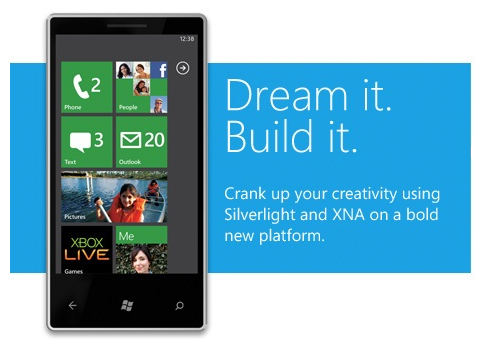 12:38
2
Phone
f
People
3
Text
20
Outlook
Pictures
XBOX
LIVE
Games
Me
Dream it.
Build it.
Crank up your creativity using
Silverlight and XNA on a bold
new platform.